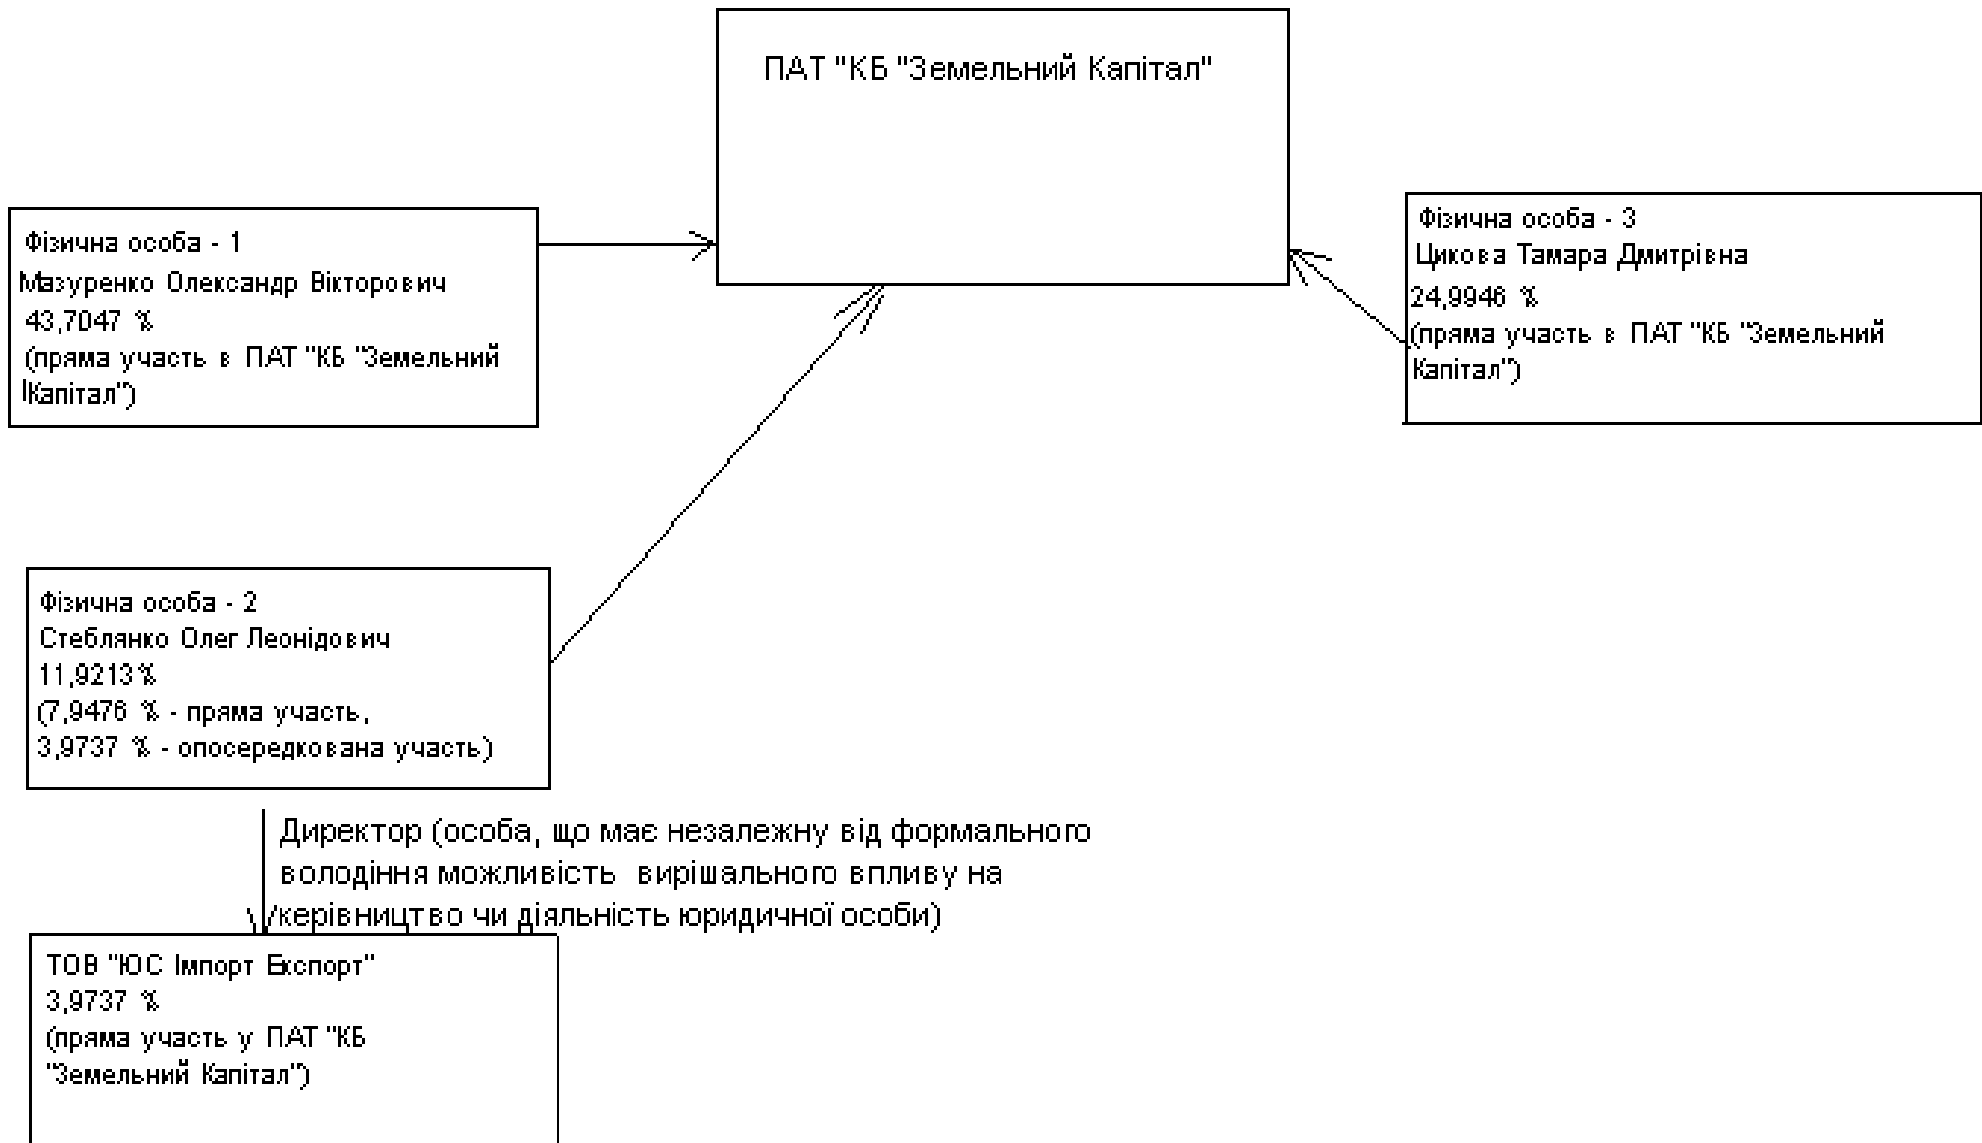 ПАТ "КБ "Земельний Капітал"
Фізична особа - 1
Мазуренко Олександр Вікторович
43,7047 %
(пряма участь в ПАТ "КБ "Земельний
Капітал")
Фізична особа - 3
Цикова Тамара Дмитрівна
24,9946 %
(пряма участь в ПАТ "КБ "Земельний
Капітал")
Фізична особа - 2
Стеблянко Олег Леонідович
11,9213%
(7,9476 % - пряма участь,
3,9737 % - опосередкована участь)
Директор (особа, що має незалежну від формального
володіння можливість вирішального впливу на
керівництво чи діяльність юридичної особи)
ТОВ "ЮС Імпорт Експорт"
3,9737 %
(пряма участь у ПАТ "КБ
"Земельний Капітал")